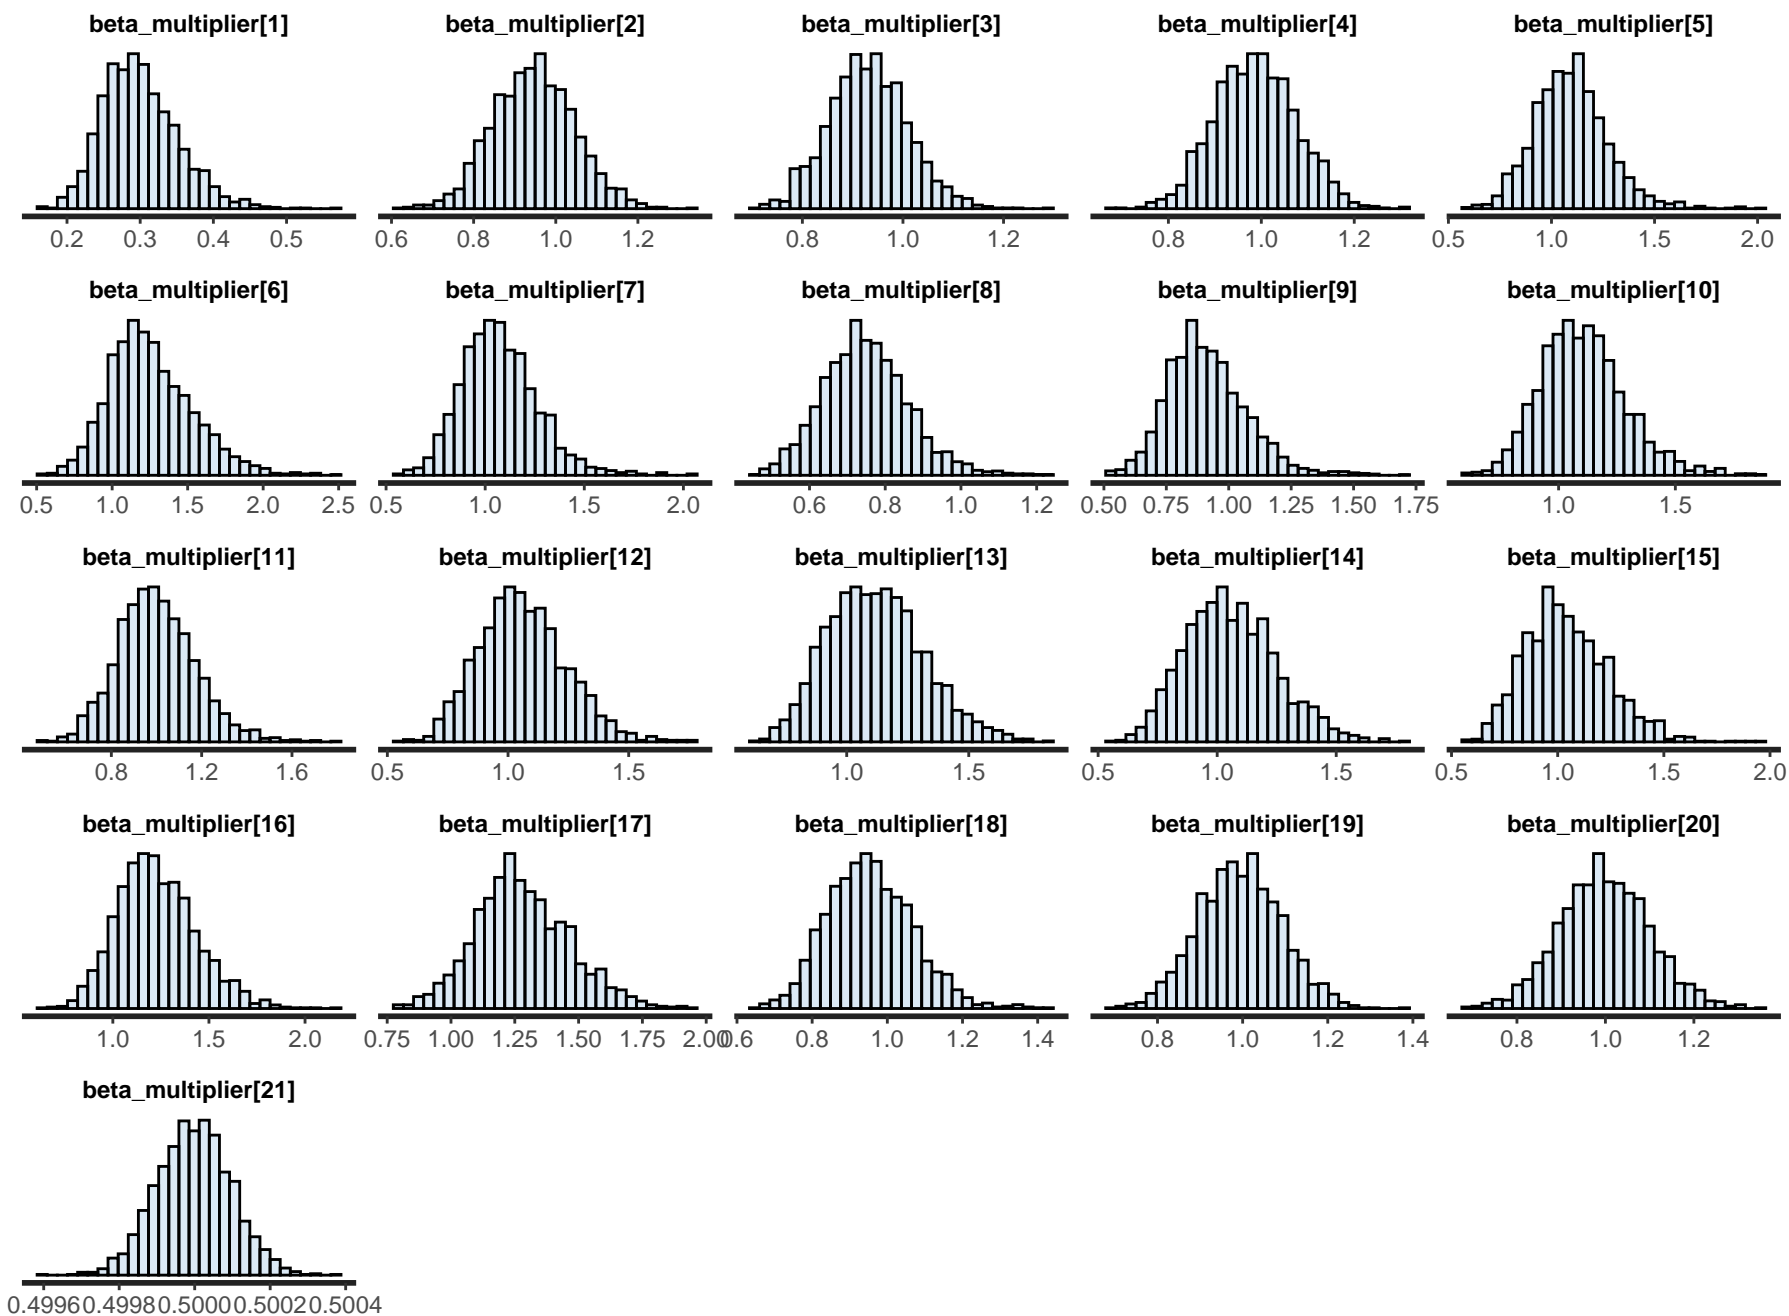 beta_multiplier[1] beta_multiplier[2] beta_multiplier[3] beta_multiplier[4] beta_multiplier[5]
0.2 0.3 0.4 0.5 0.6 0.8 1.0 1.2 0.8 1.0 1.2 0.8 1.0 1.2 0.5 1.0 1.5 2.0
beta_multiplier[6] beta_multiplier[7] beta_multiplier[8] beta_multiplier[9] beta_multiplier[10]
0.5 1.0 1.5 2.0 2.5 0.5 1.0 1.5 2.0 0.6 0.8 1.0 1.2 0.50 0.75 1.00 1.25 1.50 1.75 1.0 1.5
beta_multiplier[11] beta_multiplier[12] beta_multiplier[13] beta_multiplier[14] beta_multiplier[15]
0.8 1.2 1.6 0.5 1.0 1.5 1.0 1.5 0.5 1.0 1.5 0.5 1.0 1.5 2.0
beta_multiplier[16] beta_multiplier[17] beta_multiplier[18] beta_multiplier[19] beta_multiplier[20]
1.0 1.5 2.0 0.75 1.00 1.25 1.50 1.75 2.00 0.6 0.8 1.0 1.2 1.4 0.8 1.0 1.2 1.4 0.8 1.0 1.2
beta_multiplier[21]
0.4996 0.4998 0.5000 0.5002 0.5004